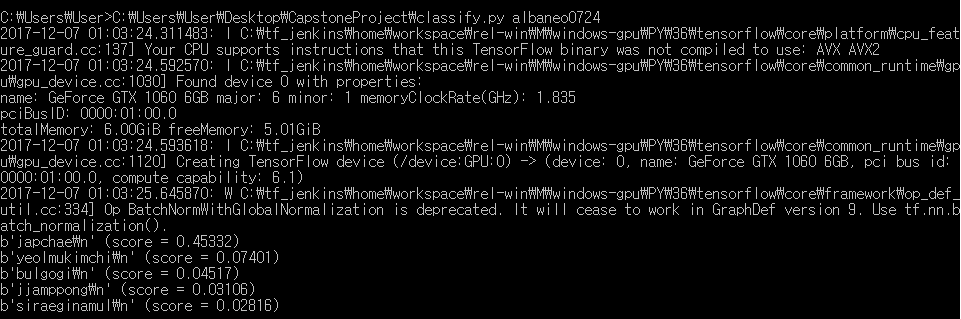 C:₩Users₩User>C:₩Users₩User₩Desktop₩CapstoneProject₩classify.py albaneo0724
2017-12-07 01:03:24.311483: I C:₩tf_jenkins₩home₩workspace₩rel-win₩M₩windows-gpu₩PY₩36₩tensorflow₩core₩platform₩cpu_feat
ure_guard.cc:137] Your CPU supports instructions that this TensorFlow binary was not compiled to use: AVX AVX2
2017-12-07 01:03:24.592570: I C:₩tf_jenkins₩home₩workspace₩rel-win₩M₩windows-gpu₩PY₩36₩tensorflow₩core₩common_runtime₩gp
u₩gpu_device.cc:1030] Found device 0 with properties:
name: GeForce GTX 1060 6GB major: 6 minor: 1 memoryClockRate(GHz): 1.835
pciBusID: 0000:01:00.0
totalMemory: 6.00GiB freeMemory: 5.01GiB
2017-12-07 01:03:24.593618: I C:₩tf_jenkins₩home₩workspace₩rel-win₩M₩windows-gpu₩PY₩36₩tensorflow₩core₩common_runtime₩gp
u₩gpu_device.cc:1120] Creating TensorFlow device (/device:GPU:0) -> (device: 0, name: GeForce GTX 1060 6GB, pci bus id:
0000:01:00.0, compute capability: 6.1)
2017-12-07 01:03:25.645870: W C:₩tf_jenkins₩home₩workspace₩rel-win₩M₩windows-gpu₩PY₩36₩tensorflow₩core₩framework₩op_def_
util.cc:334] Op BatchNormWithGlobalNormalization is deprecated. It will cease to work in GraphDef version 9. Use tf.nn.b
atch_normalization().
b'japchae₩n' (score = 0.45332)
b'yeolmukimchi₩n' (score = 0.07401)
b'bulgogi₩n' (score = 0.04517)
b'jjamppong₩n' (score = 0.03106)
b'siraeginamul₩n' (score = 0.02816)